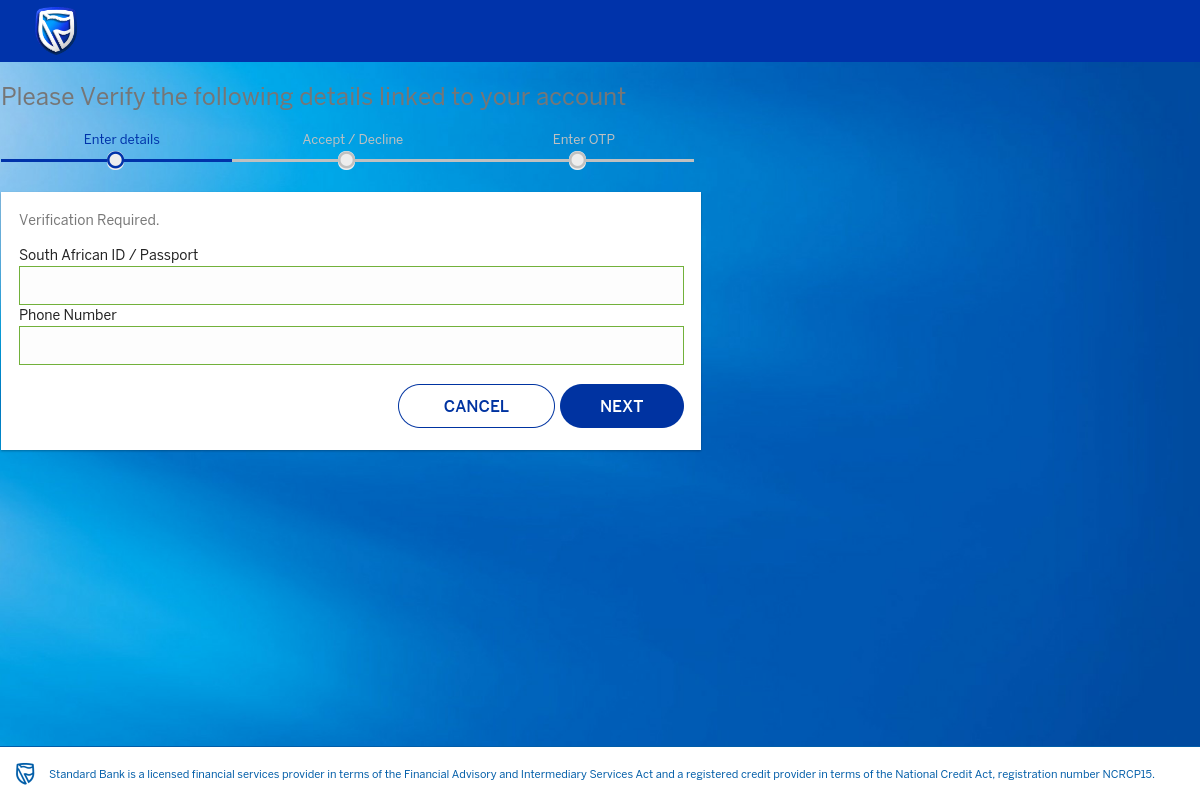 Please Verify the following details linked to your account
Enter details
Accept / Decline
Enter OTP
Verification Required.
South African ID / Passport
Phone Number
CANCEL
NEXT
Standard Bank is a licensed financial services provider in terms of the Financial Advisory and Intermediary Services Act and a registered credit provider in terms of the National Credit Act, registration number NCRCP15.